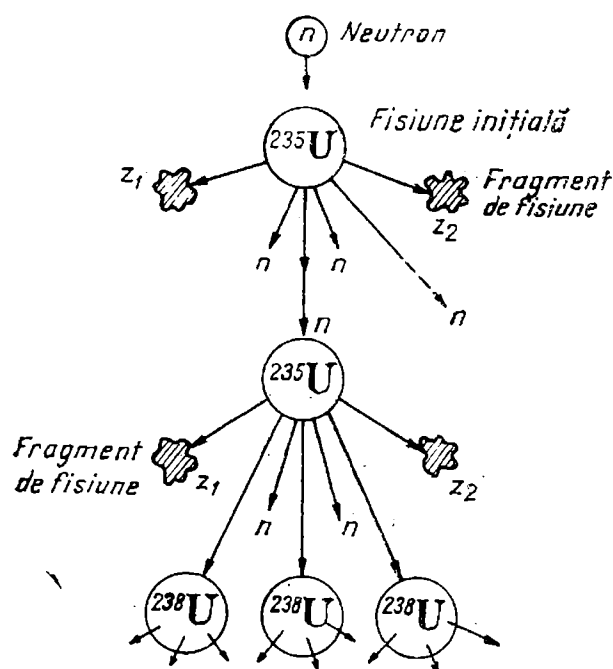 n Neutron
235U Fisiune inițială
z1
Fragment
de fisiune
z2
n n
n
n
235U
Fragment
de fisiune
z1
z2
n n
238U 238U 238U